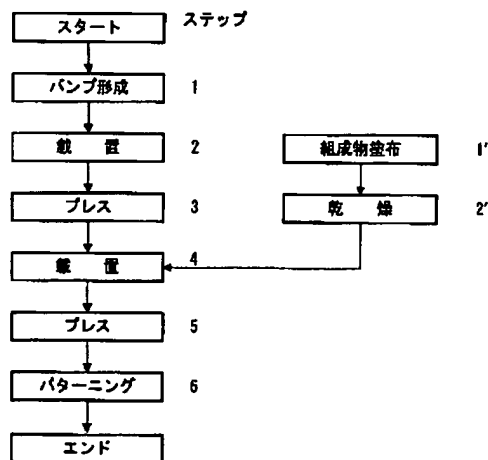 スタート ステップ
バンプ形成 1
載 置 2 組成物塗布 1'
プレス 3 乾 燥 2'
載 置 4
プレス 5
パターニング 6
エンド